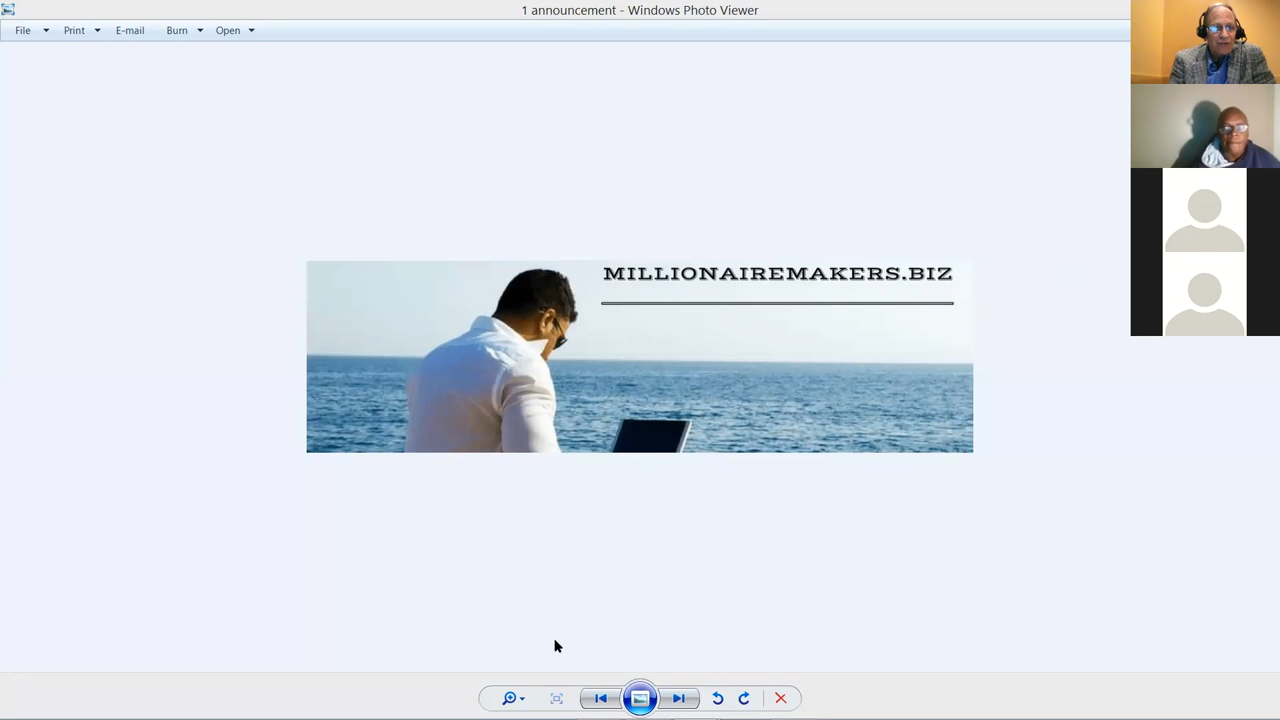 1 announcement - Windows Photo Viewer
File Print E-mail Burn Open
MILLIONAIREMAKERS.BIZ